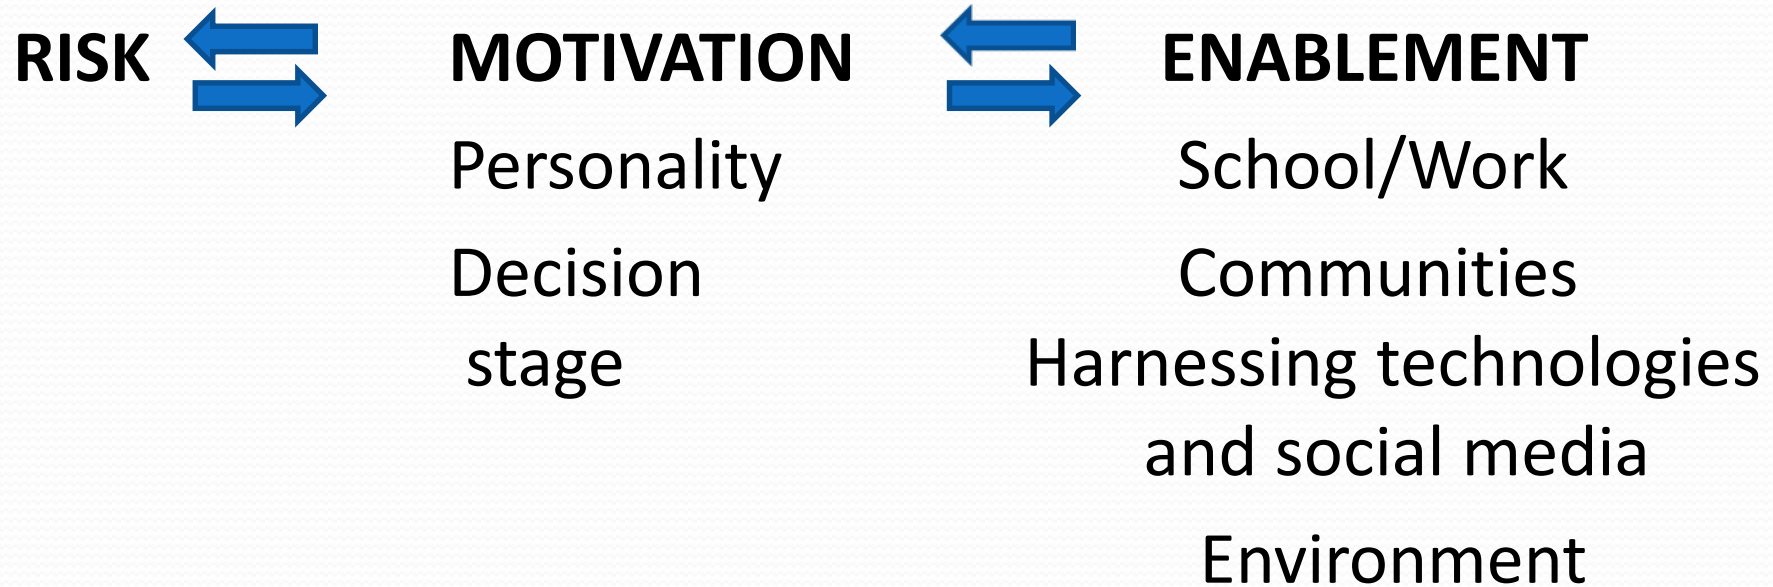 RISK MOTIVATION ENABLEMENT
Personality School/Work
Decision Communities
stage Harnessing technologies
and social media
Environment